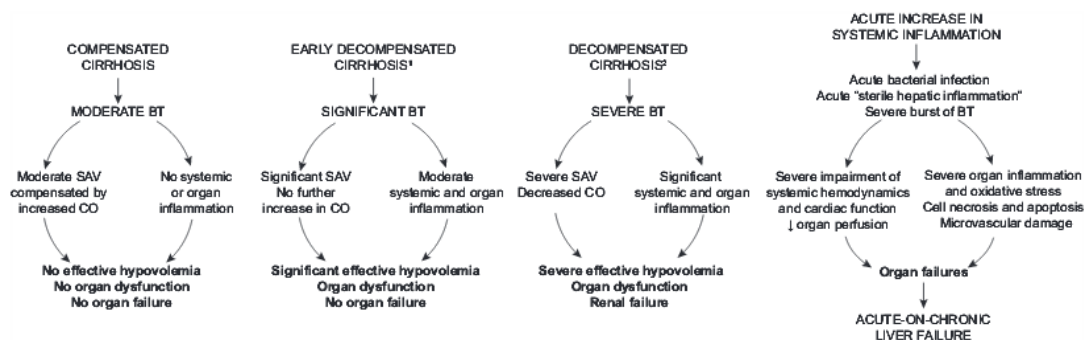 COMPENSATED
CIRRHOSIS
MODERATE BT
Moderate SAV
compensated by
increased CO
No systemic
or organ
inflammation
No effective hypovolemia
No organ dysfunction
No organ failure
EARLY DECOMPENSATED
CIRRHOSIS¹
SIGNIFICANT BT
Significant SAV
No further
increase in CO
Moderate
systemic and organ
inflammation
Significant effective hypovolemia
Organ dysfunction
No organ failure
DECOMPENSATED
CIRRHOSIS²
SEVERE BT
Severe SAV
Decreased CO
Significant
systemic and organ
inflammation
Severe effective hypovolemia
Organ dysfunction
Renal failure
ACUTE INCREASE IN
SYSTEMIC INFLAMMATION
Acute bacterial infection
Acute "sterile hepatic inflammation"
Severe burst of BT
Severe impairment of
systemic hemodynamics
and cardiac function
↓ organ perfusion
Severe organ inflammation
and oxidative stress
Cell necrosis and apoptosis
Microvascular damage
Organ failures
ACUTE-ON-CHRONIC
LIVER FAILURE